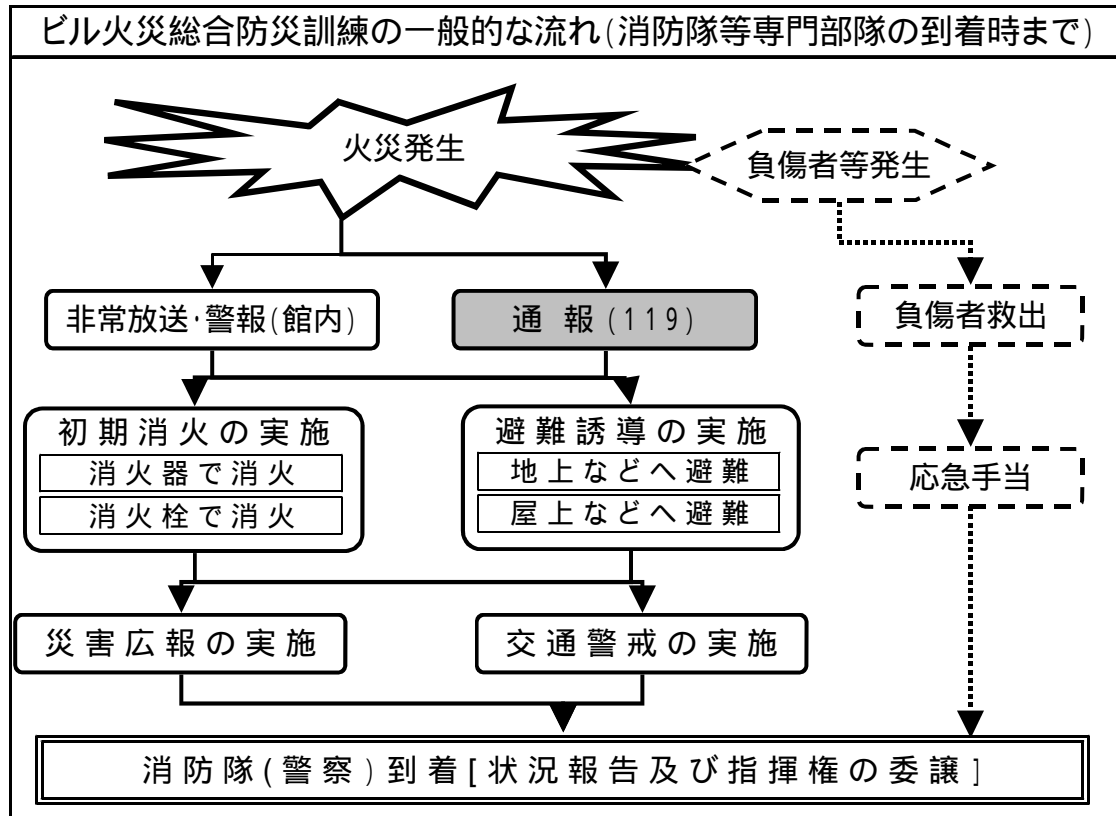 ビル火災総合防災訓練の一般的な流れ(消防隊等専門部隊の到着時まで)
火災発生
負傷者等発生
非常放送・警報(館内)
通報(119)
負傷者救出
初期消火の実施
消火器で消火
消火栓で消火
避難誘導の実施
地上などへ避難
屋上などへ避難
応急手当
災害広報の実施
交通警戒の実施
消防隊(警察)到着[状況報告及び指揮権の委譲]